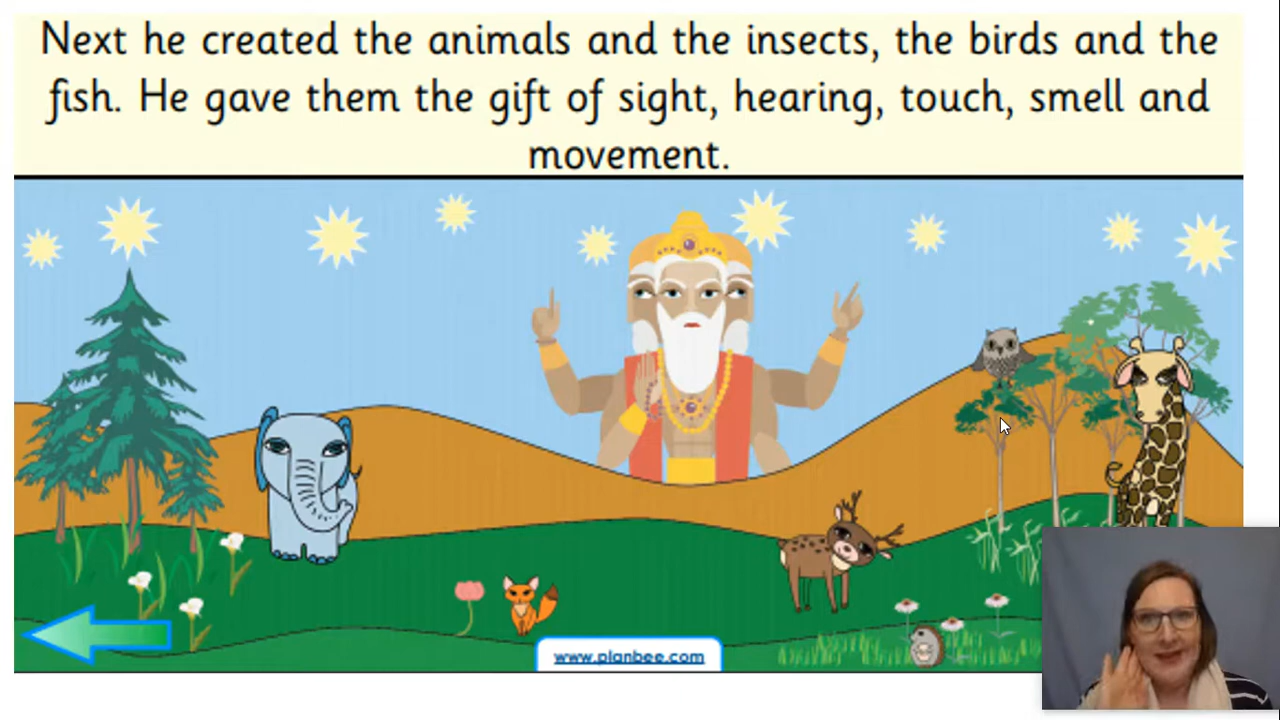 Next he created the animals and the insects, the birds and the
fish. He gave them the gift of sight, hearing, touch, smell and
movement.
www.planbee.com